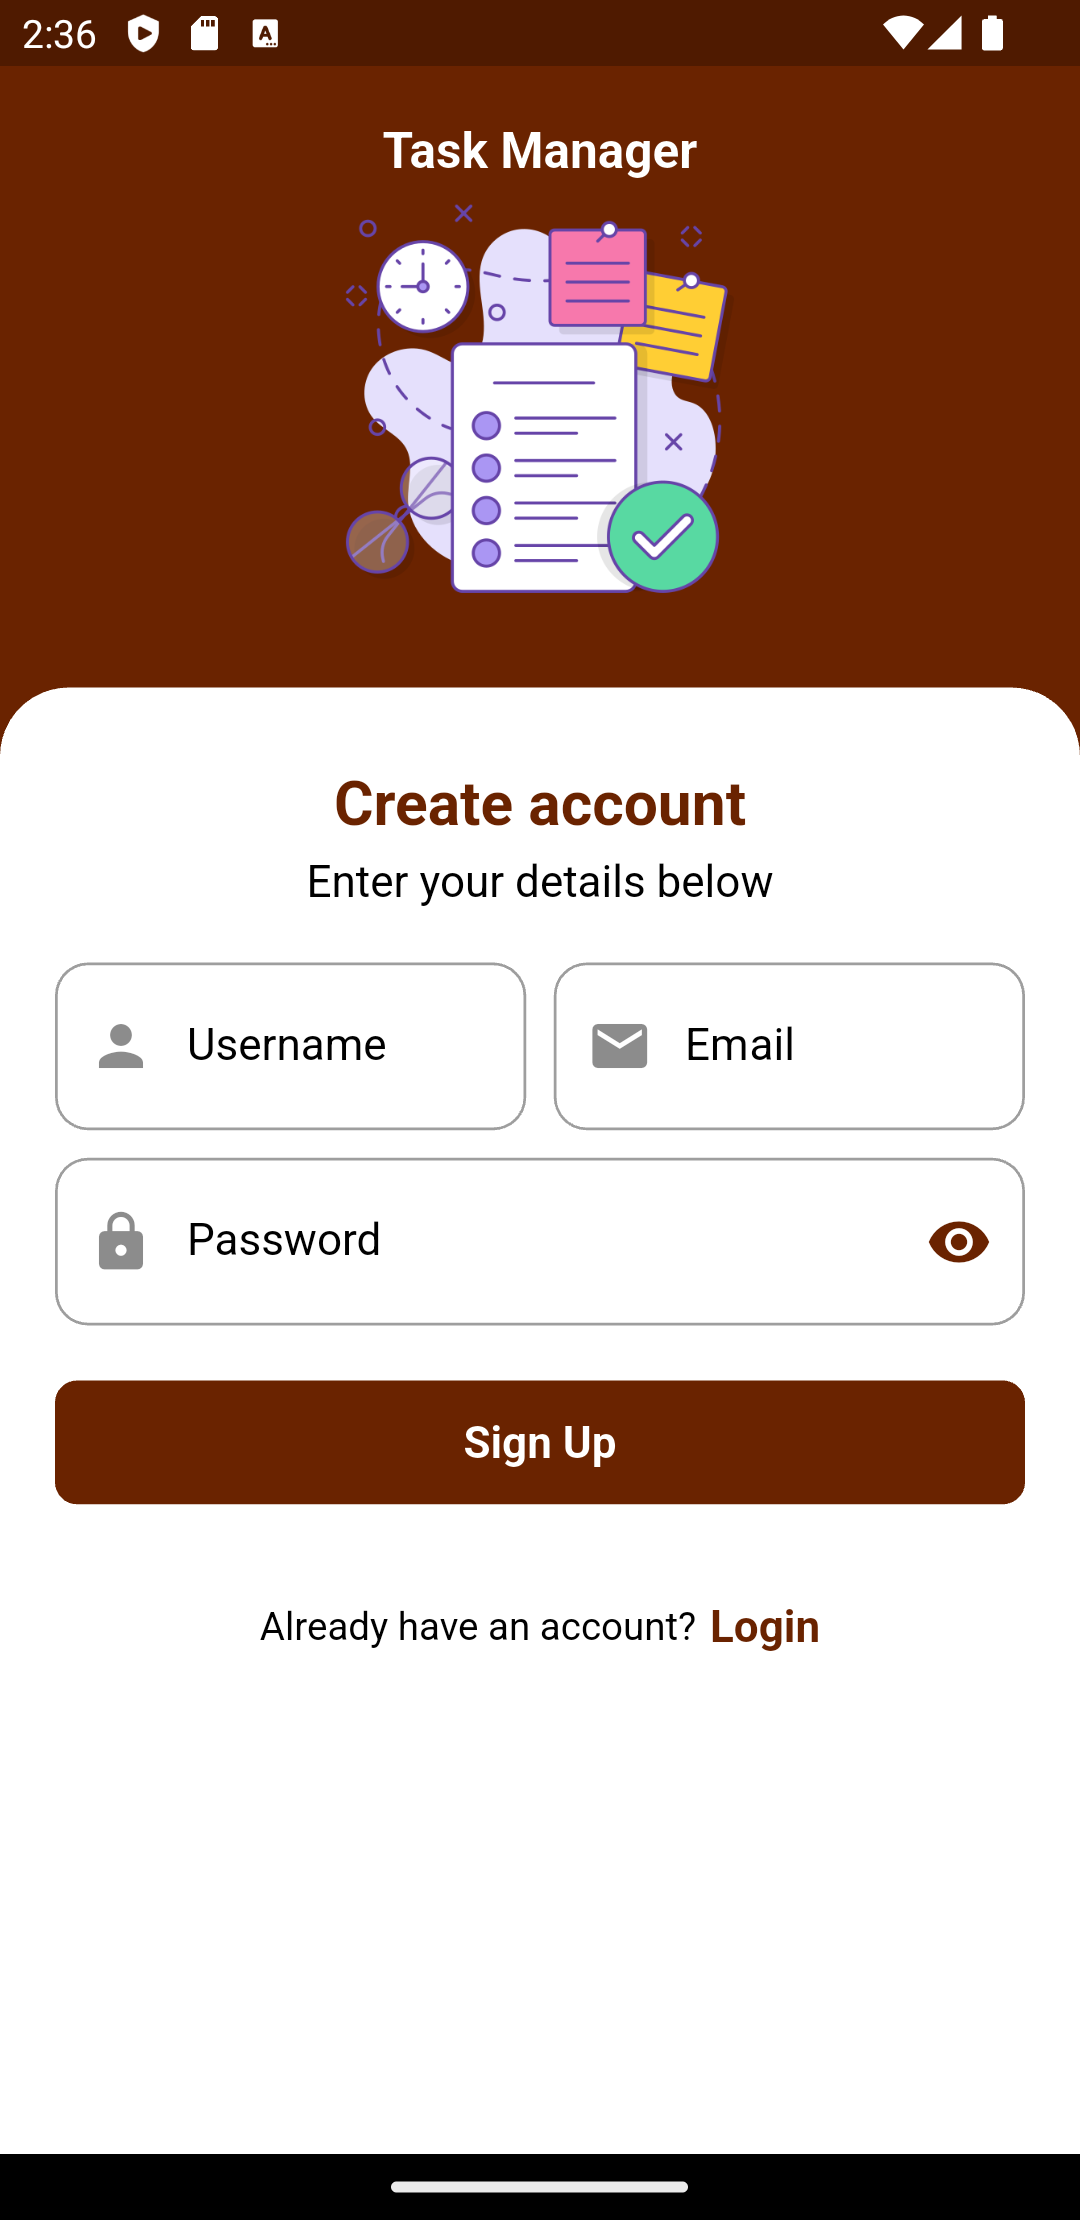 2:36
Task Manager
Create account
Enter your details below
Username
Email
Password
Sign Up
Already have an account? Login